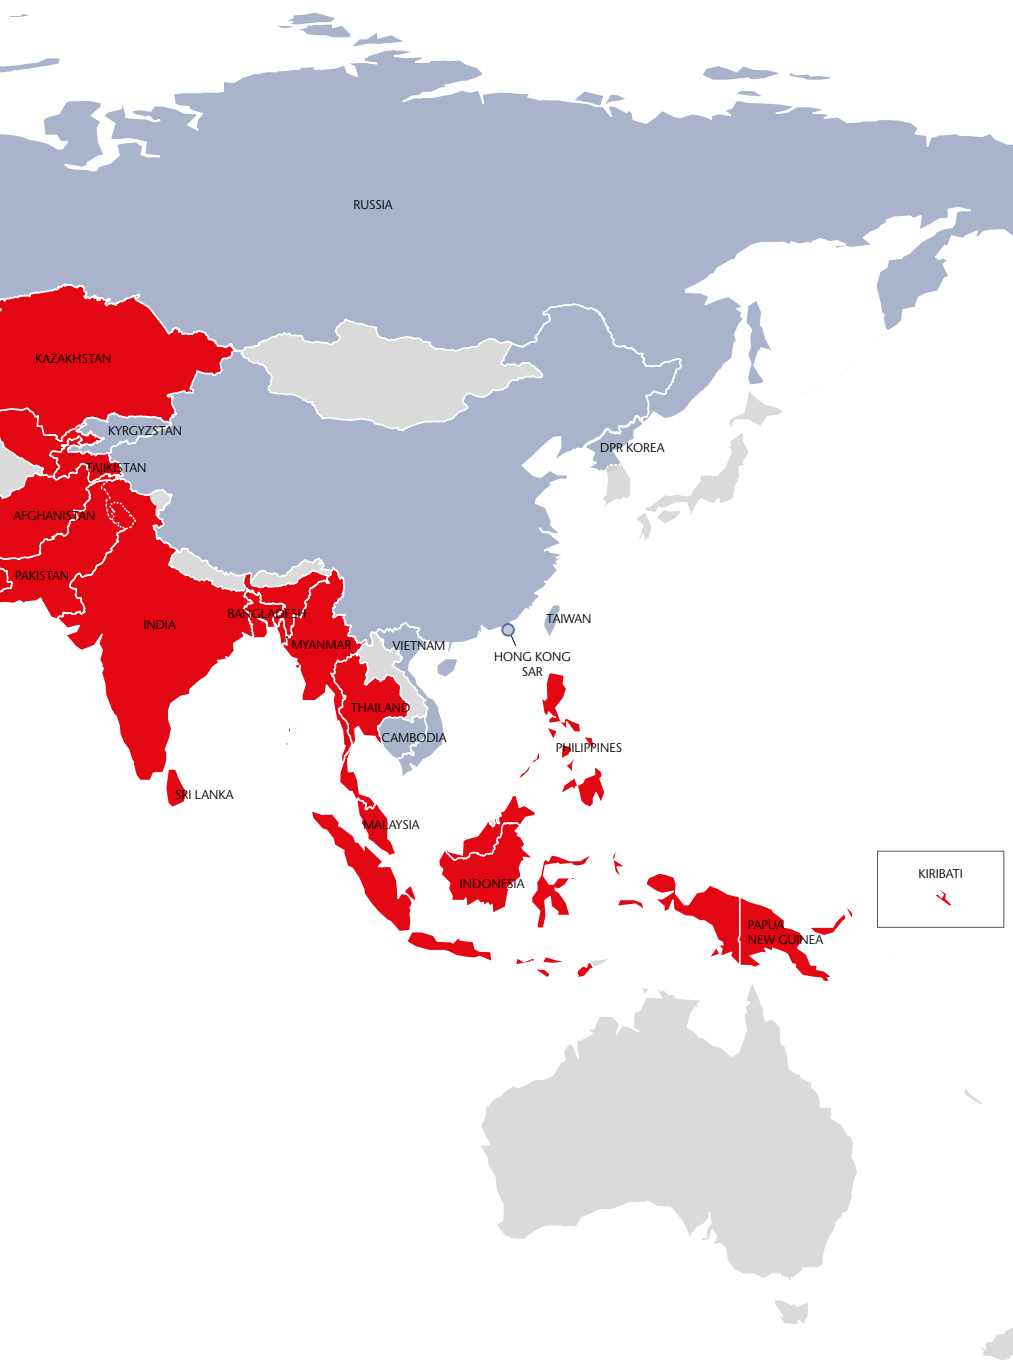 RUSSIA
KAZAKHSTAN
KYRGYZSTAN
DPR KOREA
TAJIKISTAN
AFGHANISTAN
PAKISTAN
BANGLADESH
INDIA
TAIWAN
MYANMAR
VIETNAM
HONG KONG
SAR
THAILAND
CAMBODIA
PHILIPPINES
SRI LANKA
MALAYSIA
KIRIBATI
INDONESIA
PAPUA
NEW GUINEA